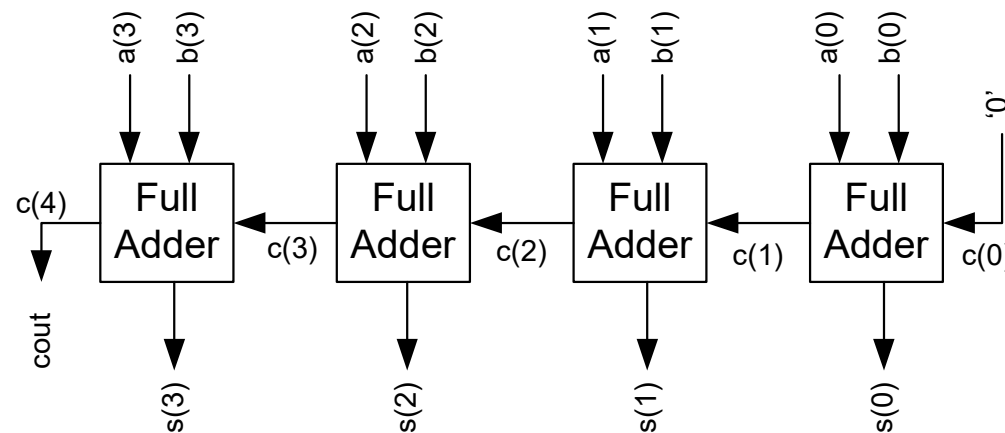 a(3)
b(3)
a(2)
b(2)
a(1)
b(1)
a(0)
b(0)
‘0’
Full
Adder
Full
Adder
Full
Adder
Full
Adder
c(4)
c(3)
c(2)
c(1)
c(0)
cout
s(3)
s(2)
s(1)
s(0)